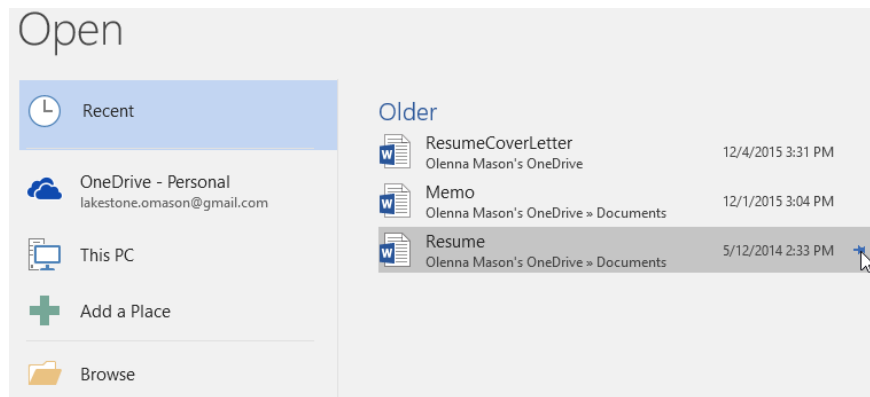 Open
Recent
OneDrive - Personal
lakestone.omason@gmail.com
This PC
Add a Place
Browse
Older
ResumeCoverLetter
Olenna Mason's OneDrive
12/4/2015 3:31 PM
Memo
Olenna Mason's OneDrive » Documents
12/1/2015 3:04 PM
Resume
Olenna Mason's OneDrive » Documents
5/12/2014 2:33 PM